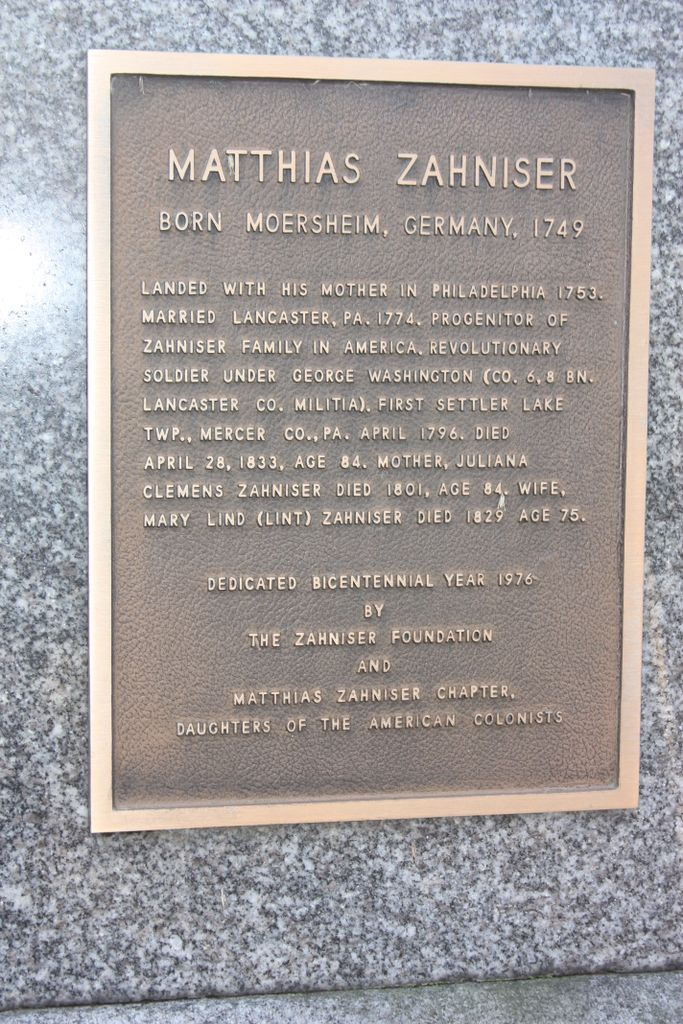 MATTHIAS ZAHNISER
BORN MOERSHEIM, GERMANY, 1749
LANDED WITH HIS MOTHER IN PHILADELPHIA 1753.
MARRIED LANCASTER, PA. 1774. PROGENITOR OF
ZAHNISER FAMILY IN AMERICA. REVOLUTIONARY
SOLDIER UNDER GEORGE WASHINGTON (CO. 6, 8 BN.
LANCASTER CO. MILITIA). FIRST SETTLER LAKE
TWP., MERCER CO., PA. APRIL 1796. DIED
APRIL 28, 1833, AGE 84. MOTHER, JULIANA
CLEMENS ZAHNISER DIED 1801, AGE 84. WIFE,
MARY LIND (LINT) ZAHNISER DIED 1829 AGE 75.
DEDICATED BICENTENNIAL YEAR 1976
BY
THE ZAHNISER FOUNDATION
AND
MATTHIAS ZAHNISER CHAPTER,
DAUGHTERS OF THE AMERICAN COLONISTS